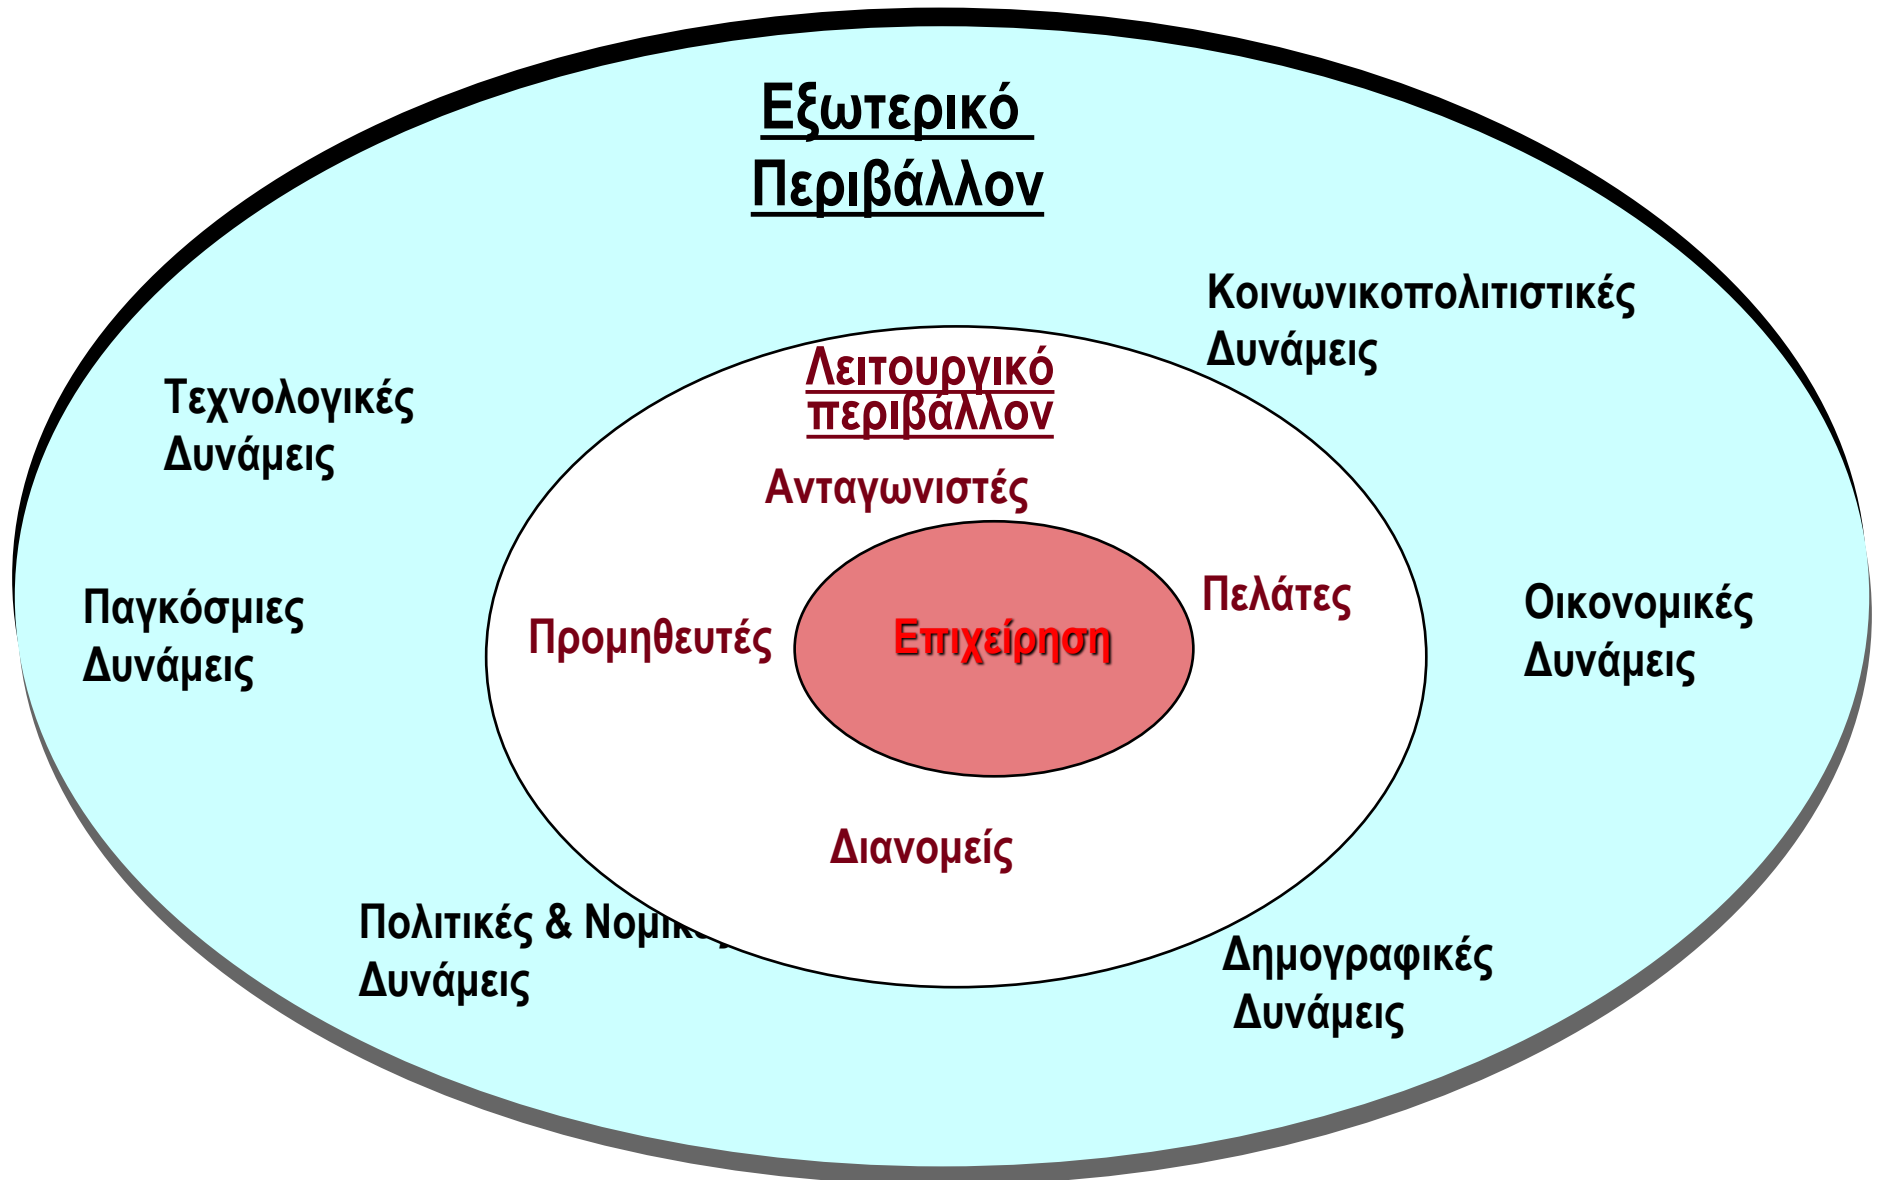 Εξωτερικό
Περιβάλλον
Κοινωνικοπολιτιστικές
Δυνάμεις
Λειτουργικό
περιβάλλον
Τεχνολογικές
Δυνάμεις
Ανταγωνιστές
Παγκόσμιες
Δυνάμεις
Προμηθευτές
Επιχείρηση
Πελάτες
Οικονομικές
Δυνάμεις
Διανομείς
Πολιτικές & Νομικές
Δυνάμεις
Δημογραφικές
Δυνάμεις